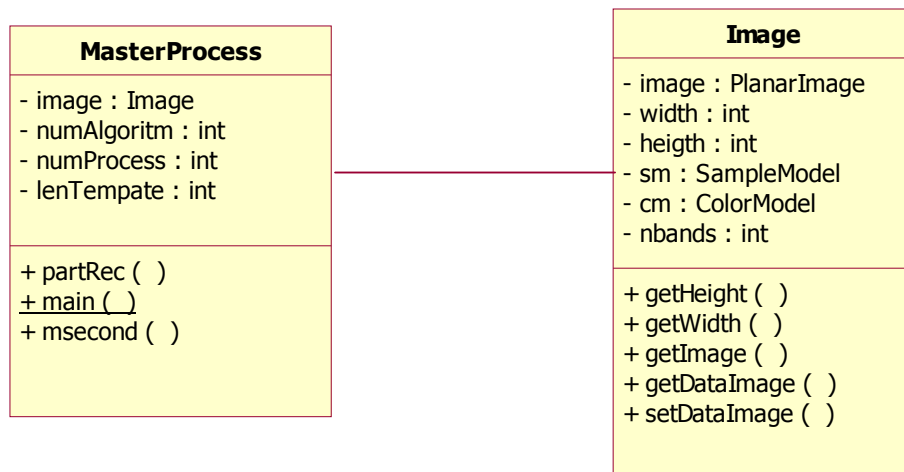 MasterProcess
- image : Image
- numAlgoritm : int
- numProcess : int
- lenTempate : int
+ partRec ( )
+ main ( )
+ msecond ( )
Image
- image : PlanarImage
- width : int
- heigth : int
- sm : SampleModel
- cm : ColorModel
- nbands : int
+ getHeight ( )
+ getWidth ( )
+ getImage ( )
+ getDataImage ( )
+ setDataImage ( )